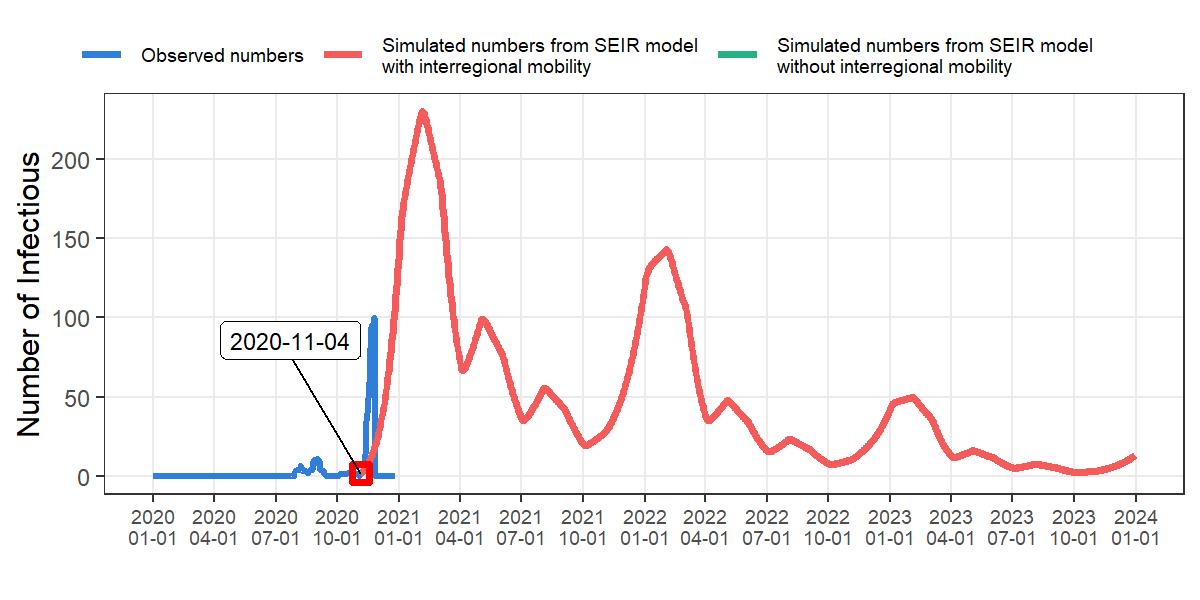 Observed numbers
Simulated numbers from SEIR model
with interregional mobility
Simulated numbers from SEIR model
without interregional mobility
Number of Infectious
200
150
100
50
0
2020-11-04
2020 2020 2020 2020 2021 2021 2021 2021 2022 2022 2022 2022 2023 2023 2023 2023 2024
01-01 04-01 07-01 10-01 01-01 04-01 07-01 10-01 01-01 04-01 07-01 10-01 01-01 04-01 07-01 10-01 01-01